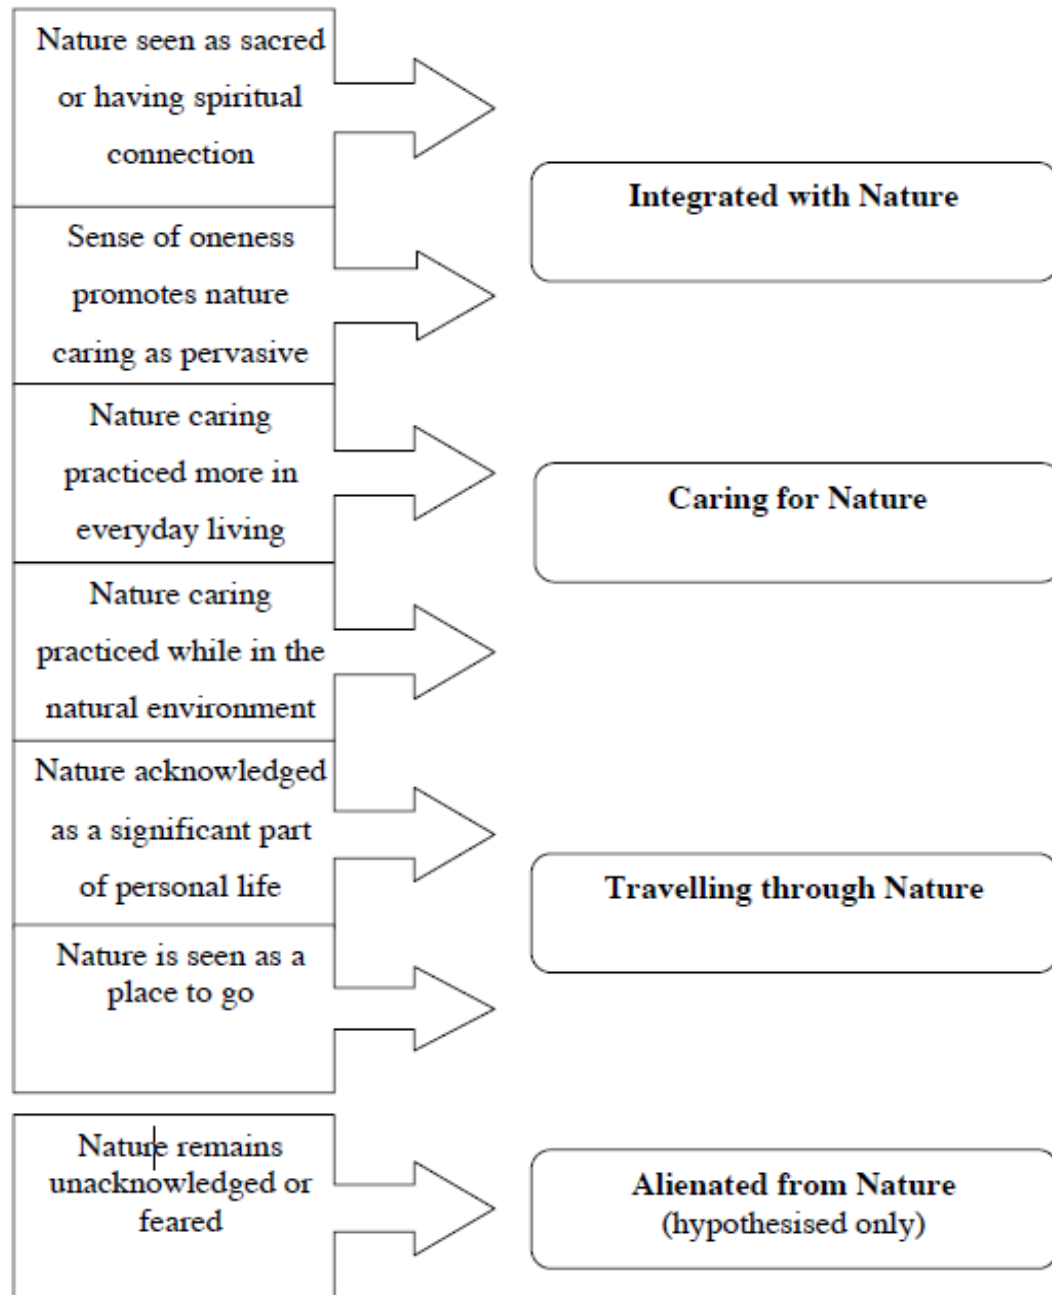 Nature seen as sacred
or having spiritual
connection
Integrated with Nature
Sense of oneness
promotes nature
caring as pervasive
Nature caring
practiced more in
everyday living
Caring for Nature
Nature caring
practiced while in the
natural environment
Nature acknowledged
as a significant part
of personal life
Travelling through Nature
Nature is seen as a
place to go
Nature remains
unacknowledged or
feared
Alienated from Nature
(hypothesised only)